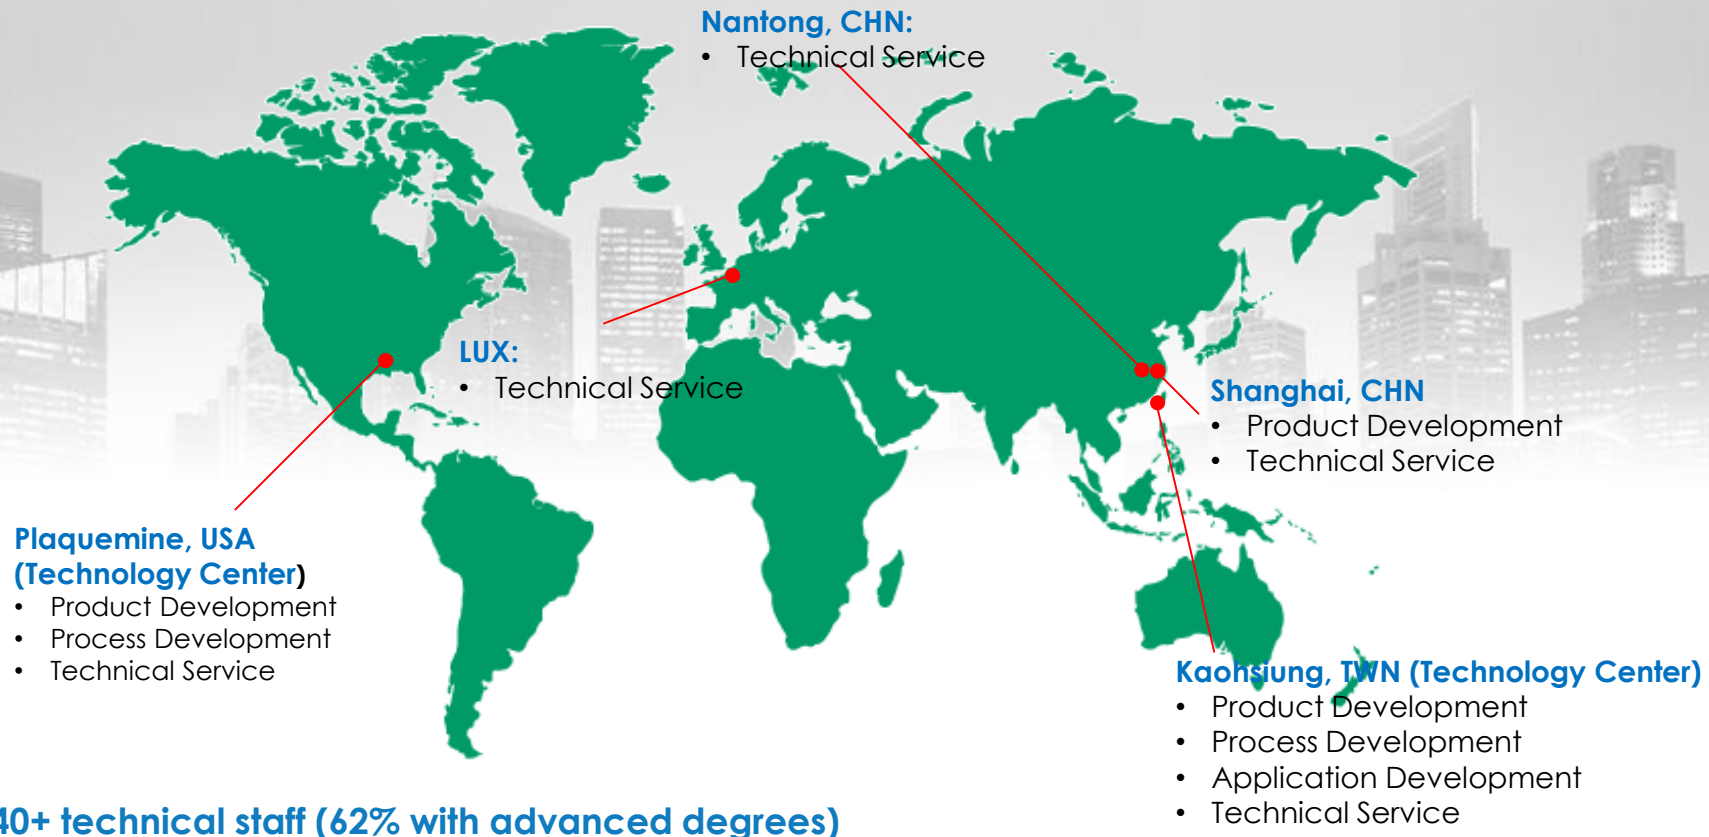 Nantong, CHN:
• Technical Service
LUX:
• Technical Service
Shanghai, CHN
• Product Development
• Technical Service
Plaquemine, USA
(Technology Center)
• Product Development
• Process Development
• Technical Service
Kaohsiung, TWN (Technology Center)
• Product Development
• Process Development
• Application Development
• Technical Service
40+ technical staff (62% with advanced degrees)